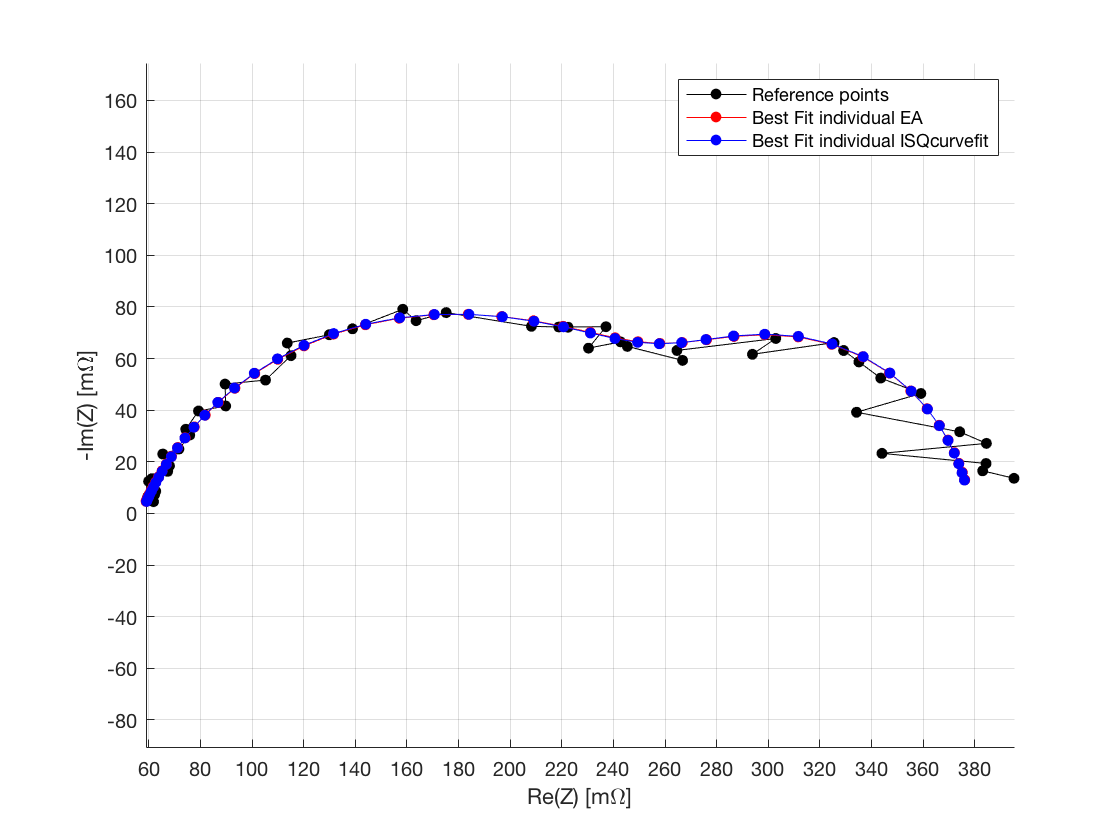 Reference points
Best Fit individual EA
Best Fit individual ISQcurvefit
160
140
120
100
80
60
40
20
0
-20
-40
-60
-80
-Im(Z) [mΩ]
60 80 100 120 140 160 180 200 220 240 260 280 300 320 340 360 380
Re(Z) [mΩ]